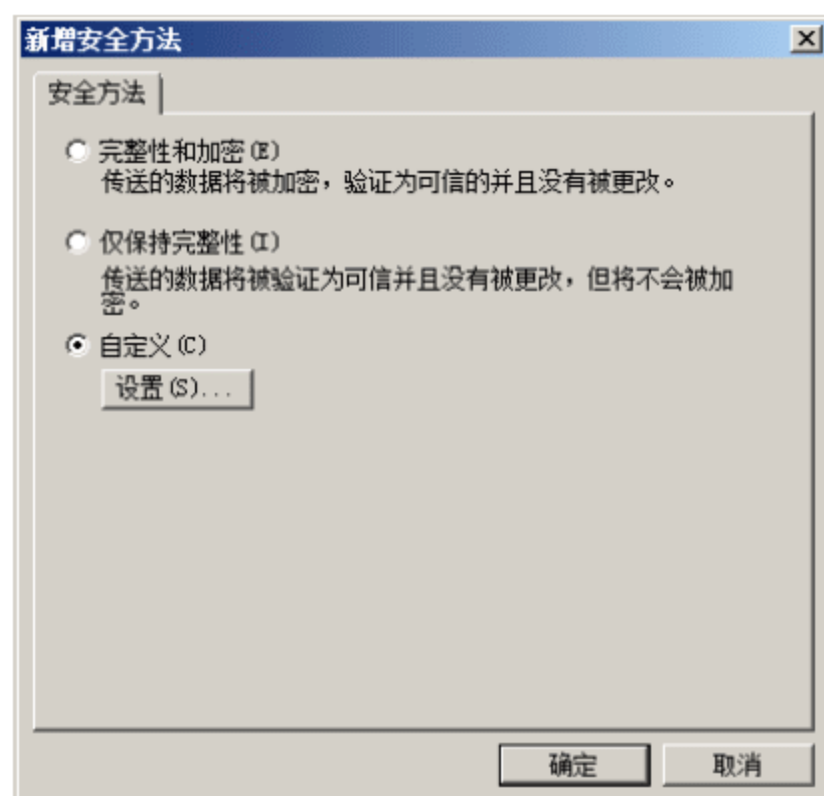 新增安全方法
安全方法
完整性和加密(E)
传送的数据将被加密，验证为可信的并且没有被更改。
仅保持完整性(I)
传送的数据将被验证为可信并且没有被更改，但将不会被加
密。
自定义(C)
设置(S)...
确定
取消